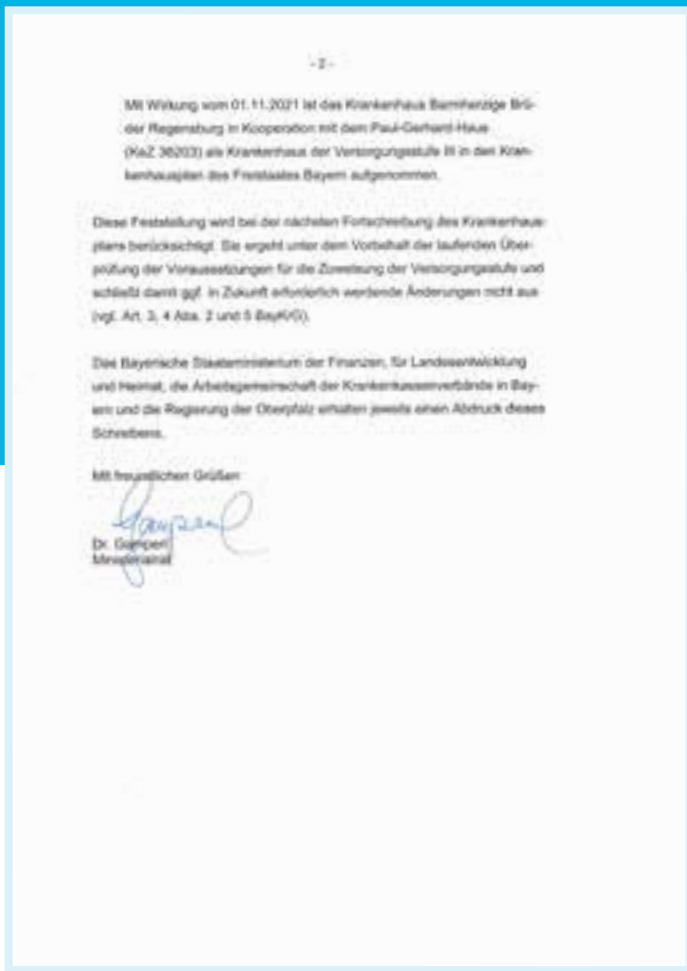 - 2 -
Mit Wirkung vom 01.11.2021 ist das Krankenhaus Barmherzige Brü-
der Regensburg in Kooperation mit dem Paul-Gerhard-Haus
(KeZ 36203) als Krankenhaus der Versorgungsstufe III in den Kran-
kenhausplan des Freistaates Bayern aufgenommen.
Diese Feststellung wird bei der nächsten Fortschreibung des Krankenhaus-
plans berücksichtigt. Sie ergeht unter dem Vorbehalt der laufenden Über-
prüfung der Voraussetzungen für die Zuweisung der Versorgungsstufe und
schließt damit ggf. in Zukunft erforderlich werdende Änderungen nicht aus
(vgl. Art. 3, 4 Abs. 2 und 5 BayKrG).
Das Bayerische Staatsministerium der Finanzen, für Landesentwicklung
und Heimat, die Arbeitsgemeinschaft der Krankenkassenverbände in Bay-
ern und die Regierung der Oberpfalz erhalten jeweils einen Abdruck dieses
Schreibens.
Mit freundlichen Grüßen
Dr. Gamperl
Ministerialrat